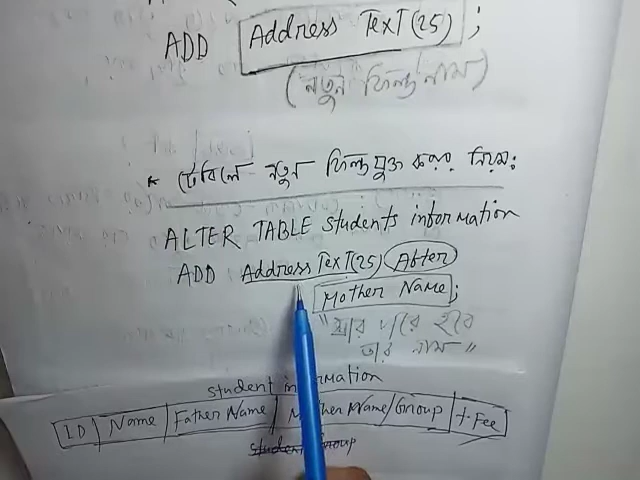 ADD Address TexT(25) ;
(নতুন ফিল্ড নাম)
* টেবিলে নতুন ফিল্ড যুক্ত করার নিয়ম:
ALTER TABLE students information
ADD Address TexT(25) After
Mother Name ;
"যার পরে হবে
তার নাম"
student information
ID Name Father Name Mother Name Group t.Fee